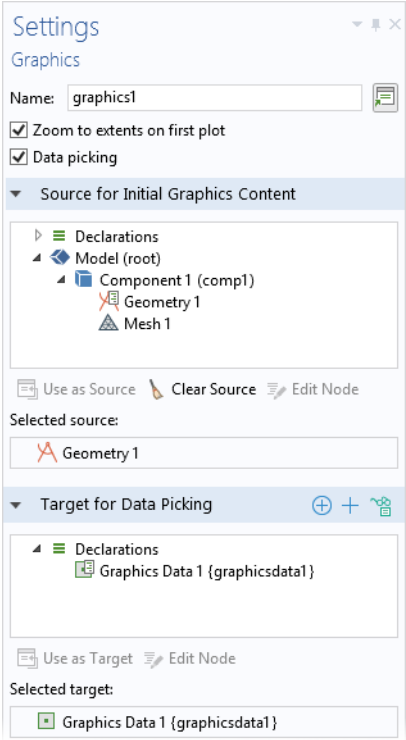 Settings
Graphics
Name: graphics1
Zoom to extents on first plot
Data picking
Source for Initial Graphics Content
Declarations
Model (root)
Component 1 (comp1)
Geometry 1
Mesh 1
Use as Source Clear Source Edit Node
Selected source:
Geometry 1
Target for Data Picking
Declarations
Graphics Data 1 {graphicsdata1}
Use as Target Edit Node
Selected target:
Graphics Data 1 {graphicsdata1}